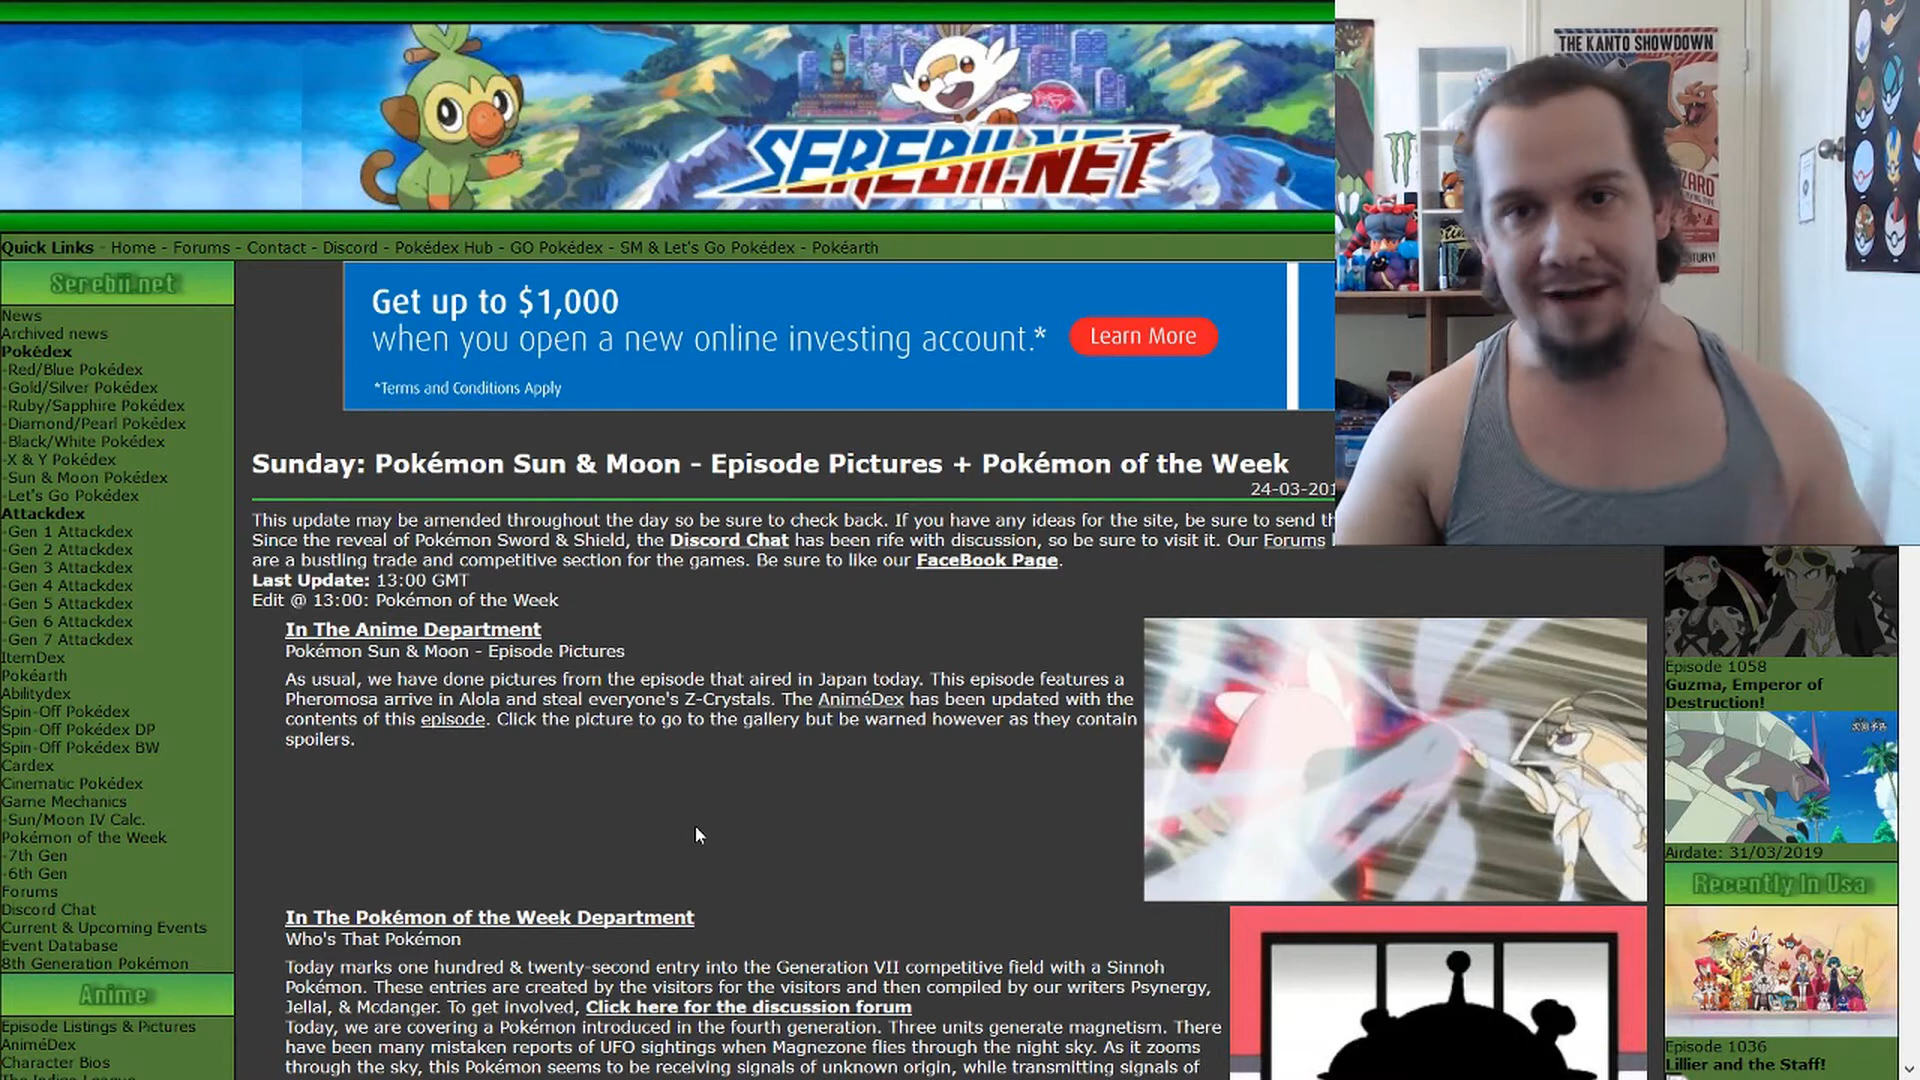 SEREBII.NET
THE KANTO SHOWDOWN
Quick Links - Home - Forums - Contact - Discord - Pokédex Hub - GO Pokédex - SM & Let's Go Pokédex - Pokéarth
Serebii.net
News
Archived news
Pokédex
-Red/Blue Pokédex
-Gold/Silver Pokédex
-Ruby/Sapphire Pokédex
-Diamond/Pearl Pokédex
-Black/White Pokédex
-X & Y Pokédex
-Sun & Moon Pokédex
-Let's Go Pokédex
Attackdex
-Gen 1 Attackdex
-Gen 2 Attackdex
-Gen 3 Attackdex
-Gen 4 Attackdex
-Gen 5 Attackdex
-Gen 6 Attackdex
-Gen 7 Attackdex
ItemDex
Pokéarth
Abilitydex
Spin-Off Pokédex
Spin-Off Pokédex DP
Spin-Off Pokédex BW
Cardex
Cinematic Pokédex
Game Mechanics
-Sun/Moon IV Calc.
Pokémon of the Week
-7th Gen
-6th Gen
Forums
Discord Chat
Current & Upcoming Events
Event Database
8th Generation Pokémon
Anime
Episode Listings & Pictures
AniméDex
Character Bios
Get up to $1,000
when you open a new online investing account.*
Learn More
*Terms and Conditions Apply
Sunday: Pokémon Sun & Moon - Episode Pictures + Pokémon of the Week
24-03-201
This update may be amended throughout the day so be sure to check back. If you have any ideas for the site, be sure to send th
Since the reveal of Pokémon Sword & Shield, the Discord Chat has been rife with discussion, so be sure to visit it. Our Forums
are a bustling trade and competitive section for the games. Be sure to like our FaceBook Page.
Last Update: 13:00 GMT
Edit @ 13:00: Pokémon of the Week
In The Anime Department
Pokémon Sun & Moon - Episode Pictures
As usual, we have done pictures from the episode that aired in Japan today. This episode features a
Pheromosa arrive in Alola and steal everyone's Z-Crystals. The AniméDex has been updated with the
contents of this episode. Click the picture to go to the gallery but be warned however as they contain
spoilers.
In The Pokémon of the Week Department
Who's That Pokémon
Today marks one hundred & twenty-second entry into the Generation VII competitive field with a Sinnoh
Pokémon. These entries are created by the visitors for the visitors and then compiled by our writers Psynergy,
Jellal, & Mcdanger. To get involved, Click here for the discussion forum
Today, we are covering a Pokémon introduced in the fourth generation. Three units generate magnetism. There
have been many mistaken reports of UFO sightings when Magnezone flies through the night sky. As it zooms
through the sky, this Pokémon seems to be receiving signals of unknown origin, while transmitting signals of
Episode 1058
Guzma, Emperor of
Destruction!
Airdate: 31/03/2019
Recently In Usa
Episode 1036
Lillier and the Staff!